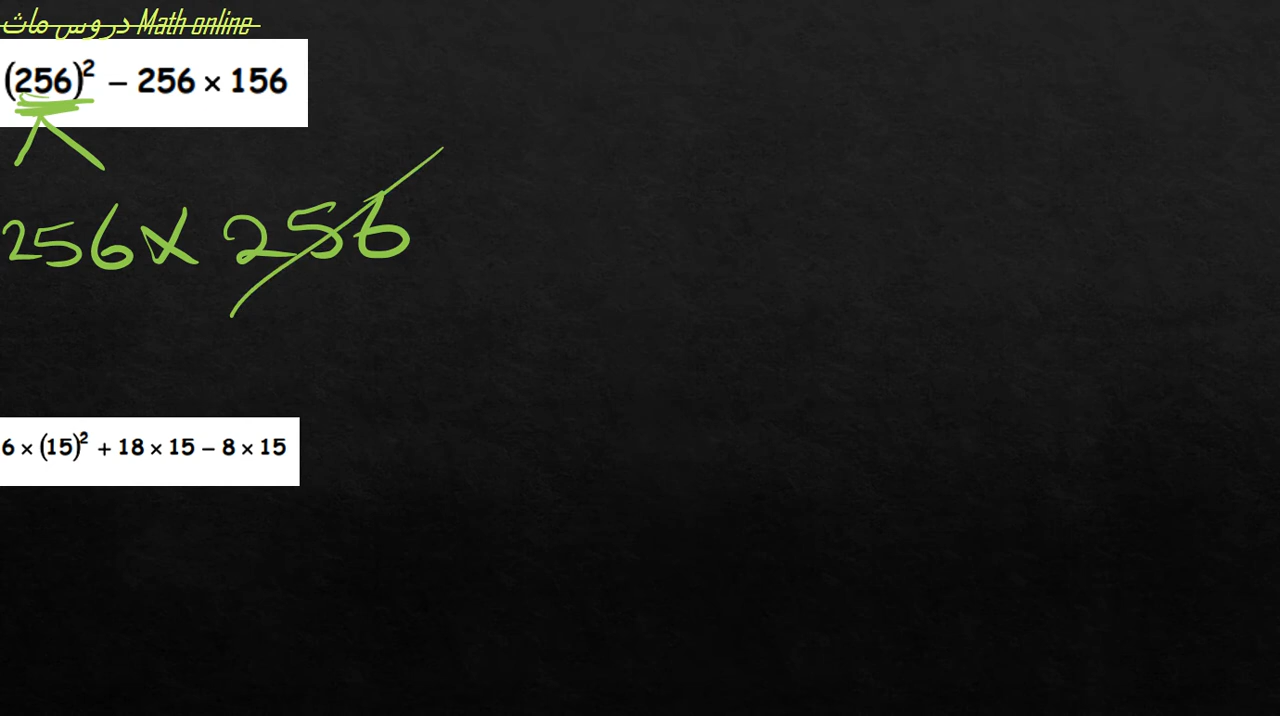 دروس ماث Math online
(256)² – 256 × 156
256 × 256
6 × (15)² + 18 × 15 – 8 × 15